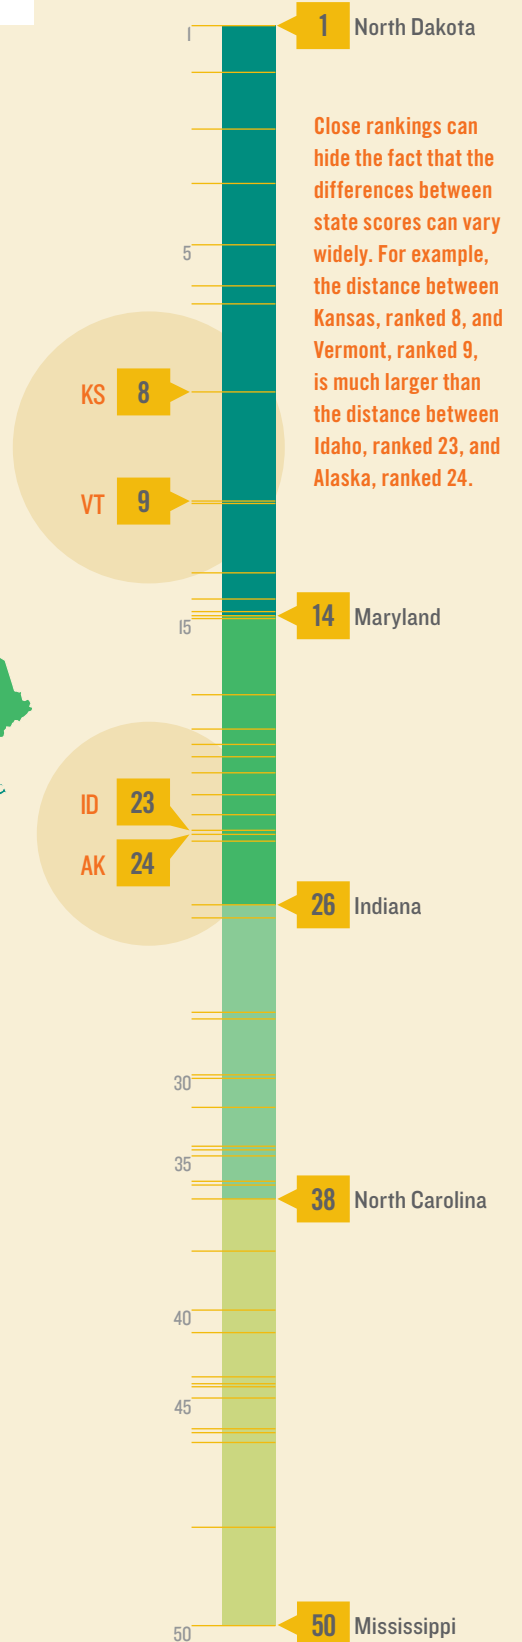 1
1 North Dakota
Close rankings can
hide the fact that the
differences between
state scores can vary
widely. For example,
the distance between
Kansas, ranked 8, and
Vermont, ranked 9,
is much larger than
the distance between
Idaho, ranked 23, and
Alaska, ranked 24.
5
KS 8
VT 9
14 Maryland
15
ID 23
AK 24
26 Indiana
30
35
38 North Carolina
40
45
50
50 Mississippi